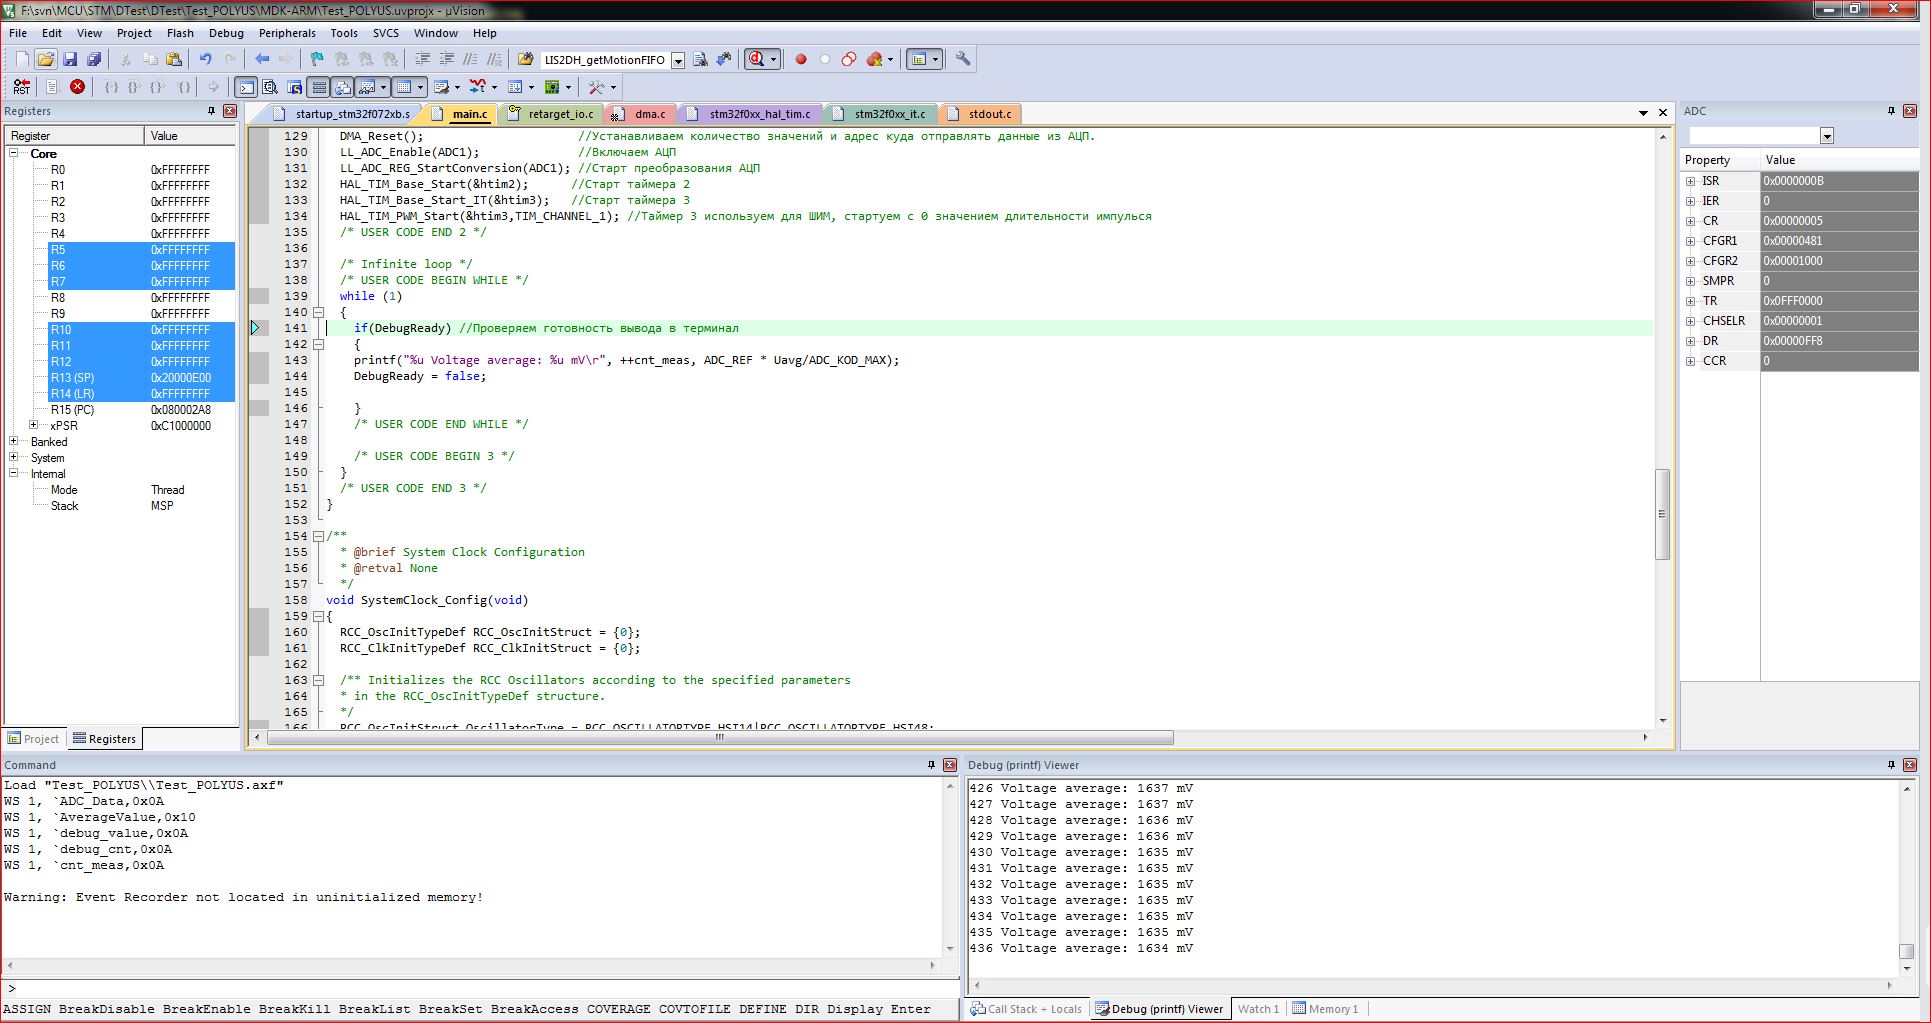 F:\svn\MCU\STM\DTest\DTest\Test_POLYUS\MDK-ARM\Test_POLYUS.uvprojx - µVision
File Edit View Project Flash Debug Peripherals Tools SVCS Window Help
LIS2DH_getMotionFIFO
RST
Registers
Register Value
Core
R0 0xFFFFFFFF
R1 0xFFFFFFFF
R2 0xFFFFFFFF
R3 0xFFFFFFFF
R4 0xFFFFFFFF
R5 0xFFFFFFFF
R6 0xFFFFFFFF
R7 0xFFFFFFFF
R8 0xFFFFFFFF
R9 0xFFFFFFFF
R10 0xFFFFFFFF
R11 0xFFFFFFFF
R12 0xFFFFFFFF
R13 (SP) 0x20000E00
R14 (LR) 0xFFFFFFFF
R15 (PC) 0x080002A8
xPSR 0xC1000000
Banked
System
Internal
Mode Thread
Stack MSP
Project Registers
startup_stm32f072xb.s main.c retarget_io.c dma.c stm32f0xx_hal_tim.c stm32f0xx_it.c stdout.c
129 DMA_Reset(); //Устанавливаем количество значений и адрес куда отправлять данные из АЦП.
130 LL_ADC_Enable(ADC1); //Включаем АЦП
131 LL_ADC_REG_StartConversion(ADC1); //Старт преобразования АЦП
132 HAL_TIM_Base_Start(&htim2); //Старт таймера 2
133 HAL_TIM_Base_Start_IT(&htim3); //Старт таймера 3
134 HAL_TIM_PWM_Start(&htim3,TIM_CHANNEL_1); //Таймер 3 используем для ШИМ, стартуем с 0 значением длительности импулься
135 /* USER CODE END 2 */
136
137 /* Infinite loop */
138 /* USER CODE BEGIN WHILE */
139 while (1)
140 {
141 if(DebugReady) //Проверяем готовность вывода в терминал
142 {
143 printf("%u Voltage average: %u mV\r", ++cnt_meas, ADC_REF * Uavg/ADC_KOD_MAX);
144 DebugReady = false;
145
146 }
147 /* USER CODE END WHILE */
148
149 /* USER CODE BEGIN 3 */
150 }
151 /* USER CODE END 3 */
152 }
153
154 /**
155 * @brief System Clock Configuration
156 * @retval None
157 */
158 void SystemClock_Config(void)
159 {
160 RCC_OscInitTypeDef RCC_OscInitStruct = {0};
161 RCC_ClkInitTypeDef RCC_ClkInitStruct = {0};
162
163 /** Initializes the RCC Oscillators according to the specified parameters
164 * in the RCC_OscInitTypeDef structure.
165 */
166 RCC_OscInitStruct.OscillatorType = RCC_OSCILLATORTYPE_HSI14|RCC_OSCILLATORTYPE_HSI48;
ADC
Property Value
ISR 0x0000000B
IER 0
CR 0x00000005
CFGR1 0x00000481
CFGR2 0x00001000
SMPR 0
TR 0x0FFF0000
CHSELR 0x00000001
DR 0x00000FF8
CCR 0
Command
Load "Test_POLYUS\\Test_POLYUS.axf"
WS 1, `ADC_Data,0x0A
WS 1, `AverageValue,0x10
WS 1, `debug_value,0x0A
WS 1, `debug_cnt,0x0A
WS 1, `cnt_meas,0x0A
Warning: Event Recorder not located in uninitialized memory!
>
ASSIGN BreakDisable BreakEnable BreakKill BreakList BreakSet BreakAccess COVERAGE COVTOFILE DEFINE DIR Display Enter
Debug (printf) Viewer
426 Voltage average: 1637 mV
427 Voltage average: 1637 mV
428 Voltage average: 1636 mV
429 Voltage average: 1636 mV
430 Voltage average: 1635 mV
431 Voltage average: 1635 mV
432 Voltage average: 1635 mV
433 Voltage average: 1635 mV
434 Voltage average: 1635 mV
435 Voltage average: 1635 mV
436 Voltage average: 1634 mV
Call Stack + Locals Debug (printf) Viewer Watch 1 Memory 1